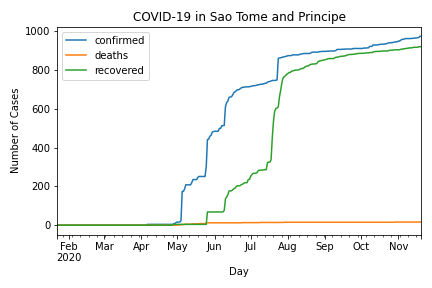 COVID-19 in Sao Tome and Principe
confirmed
deaths
recovered
Number of Cases
1000
800
600
400
200
0
Feb Mar Apr May Jun Jul Aug Sep Oct Nov
2020
Day